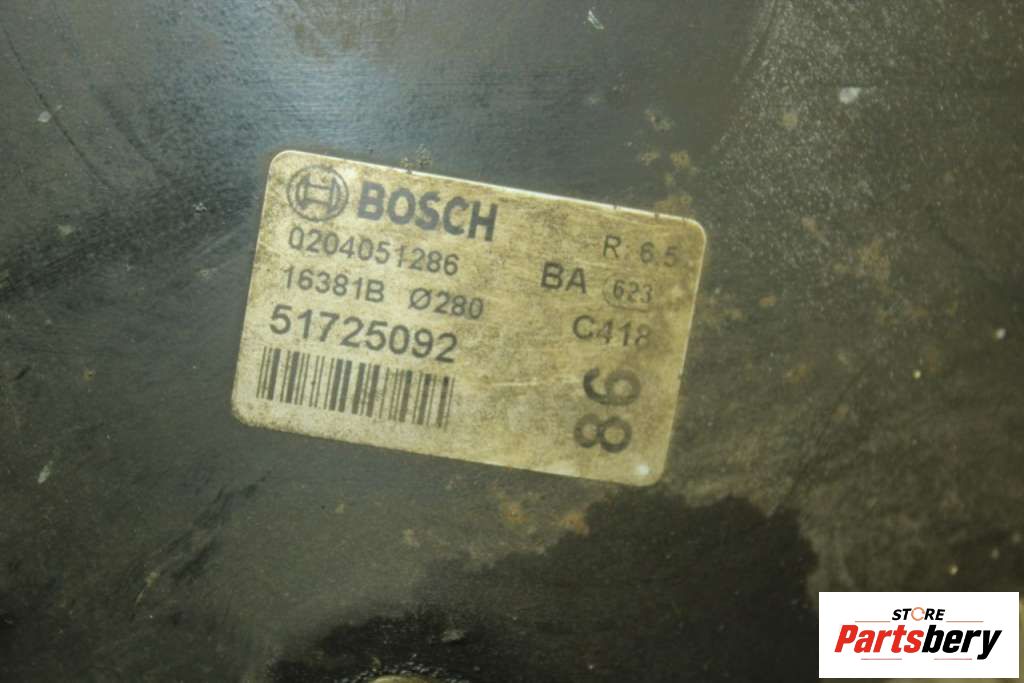 BOSCH
0204051286
R. 6.5
16381B Ø280
BA 623
51725092
C418
98
STORE
Partsbery